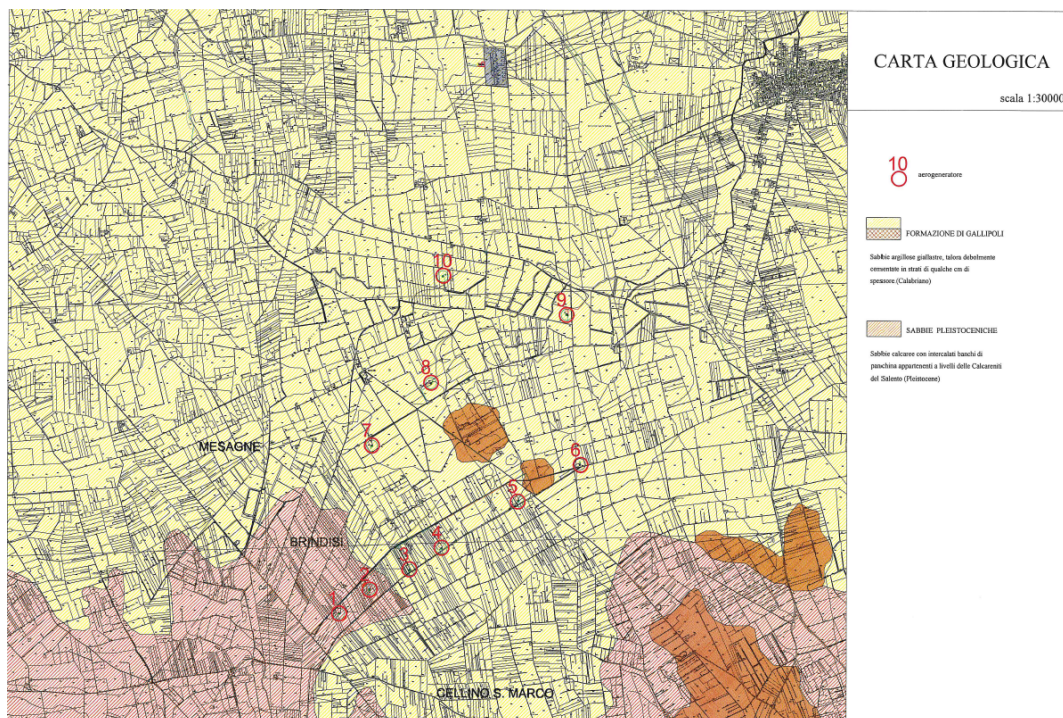 CARTA GEOLOGICA
scala 1:30000
10
aerogeneratore
FORMAZIONE DI GALLIPOLI
Sabbie argillose giallastre, talora debolmente
cementate in strati di qualche cm di
spessore.(Calabriano)
SABBIE PLEISTOCENICHE
Sabbie calcaree con intercalati banchi di
panchina appartenenti a livelli delle Calcareniti
del Salento (Pleistocene)
10
9
8
7
MESAGNE
6
5
BRINDISI
4
3
2
1
CELLINO S. MARCO